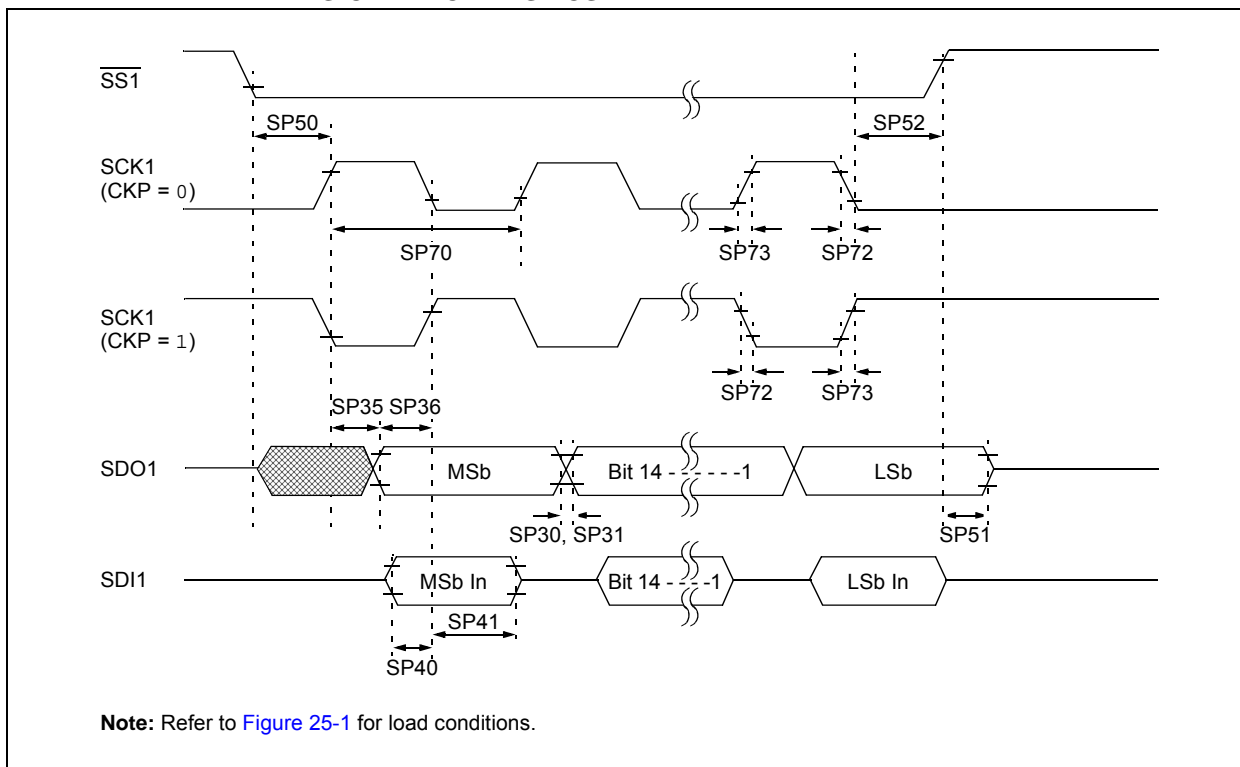 SS1
SP50
SP52
SCK1
(CKP = 0)
SP70
SP73
SP72
SCK1
(CKP = 1)
SP72
SP73
SP35
SP36
SDO1
MSb
Bit 14 - - - - - -1
LSb
SP30, SP31
SP51
SDI1
MSb In
Bit 14 - - - -1
LSb In
SP41
SP40
Note: Refer to Figure 25-1 for load conditions.